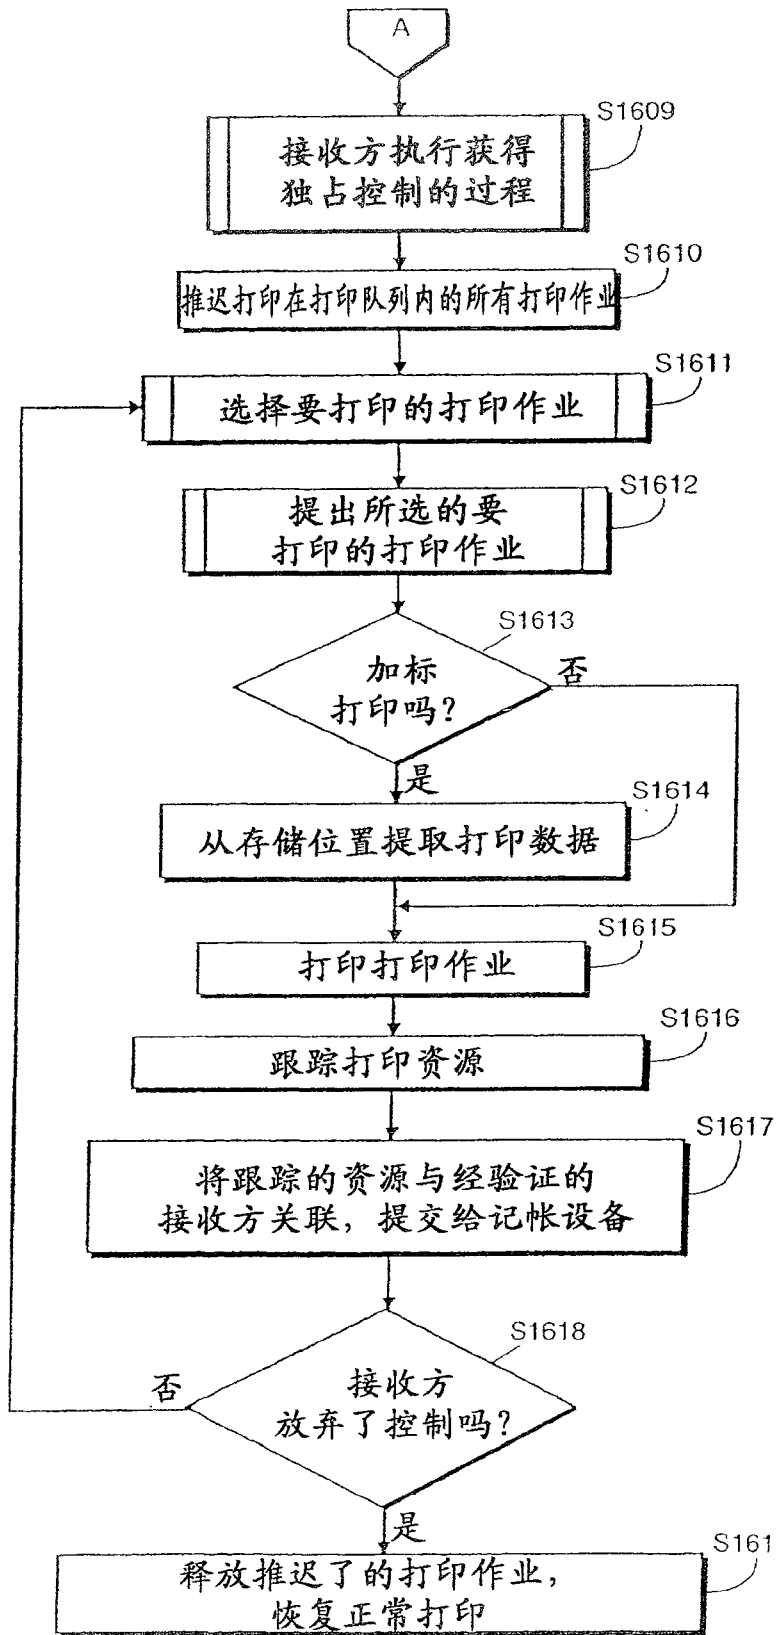 A
S1609
接收方执行获得
独占控制的过程
S1610
推迟打印在打印队列内的所有打印作业
S1611
选择要打印的打印作业
S1612
提出所选的要
打印的打印作业
S1613
加标
打印吗？
否
是
S1614
从存储位置提取打印数据
S1615
打印打印作业
S1616
跟踪打印资源
S1617
将跟踪的资源与经验证的
接收方关联，提交给记帐设备
S1618
接收方
放弃了控制吗？
否
是
S161
释放推迟了的打印作业，
恢复正常打印